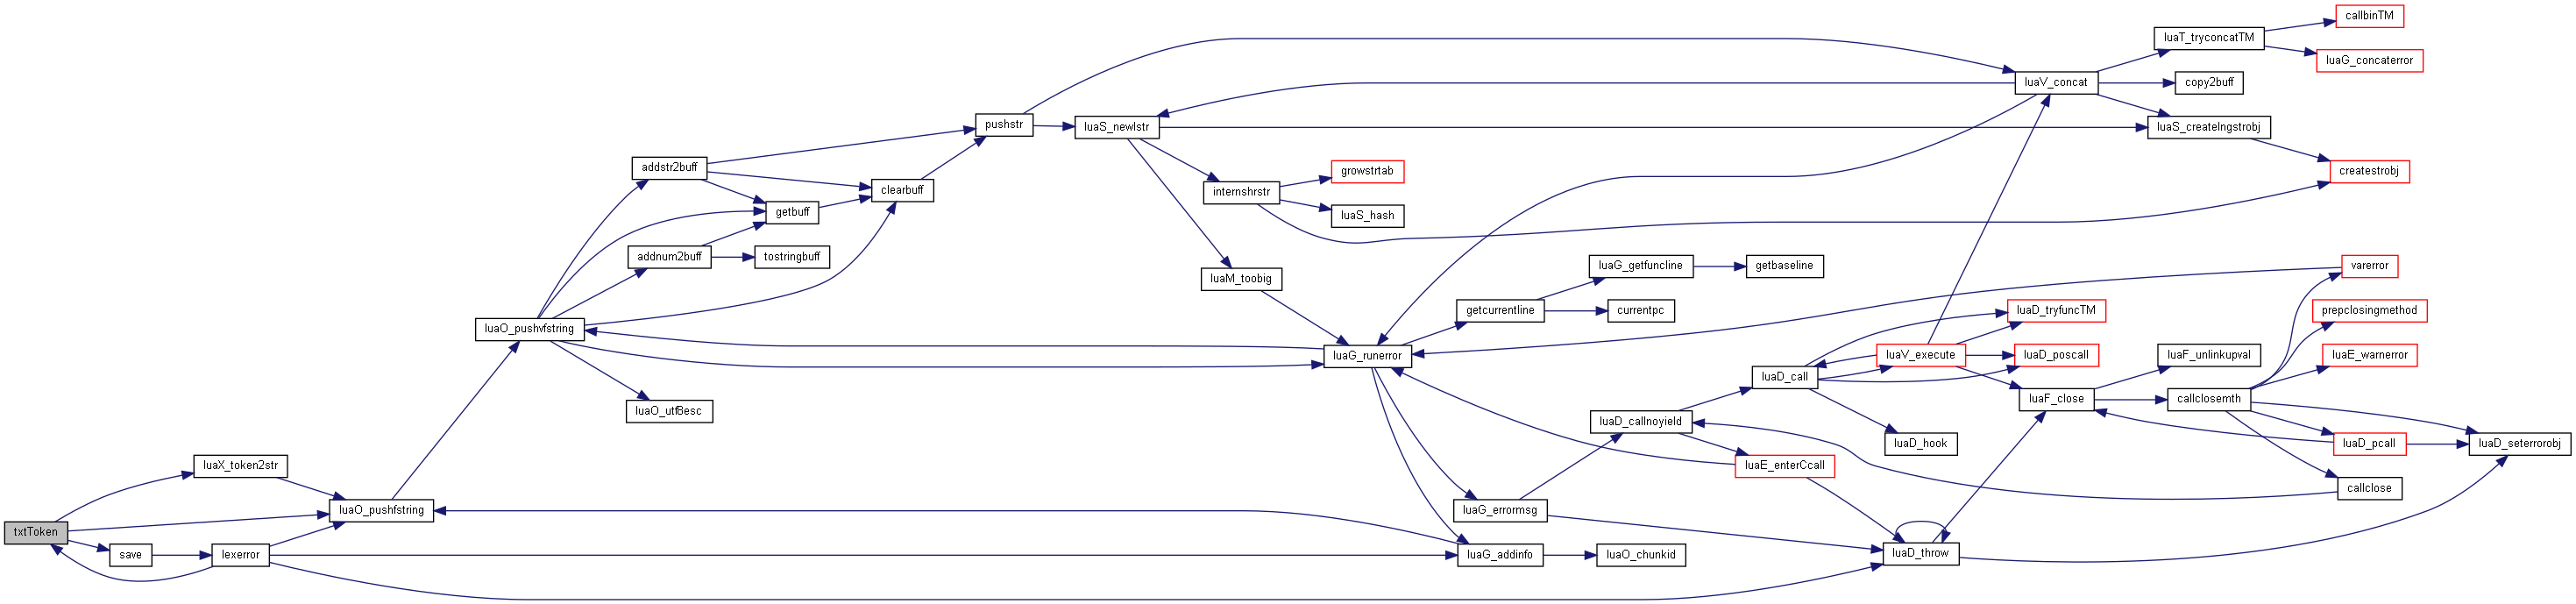 callbinTM
luaT_tryconcatTM
luaG_concaterror
luaV_concat
copy2buff
pushstr
luaS_newlstr
luaS_createlngstrobj
addstr2buff
growstrtab
createstrobj
clearbuff
internshrstr
getbuff
luaS_hash
addnum2buff
tostringbuff
luaG_getfuncline
getbaseline
varerror
luaM_toobig
getcurrentline
currentpc
luaD_tryfuncTM
prepclosingmethod
luaO_pushvfstring
luaG_runerror
luaV_execute
luaD_poscall
luaF_unlinkupval
luaE_warnerror
luaD_call
luaF_close
callclosemth
luaO_utf8esc
luaD_callnoyield
luaD_hook
luaD_pcall
luaD_seterrorobj
luaX_token2str
luaE_enterCcall
callclose
luaO_pushfstring
luaG_errormsg
txtToken
save
lexerror
luaG_addinfo
luaO_chunkid
luaD_throw